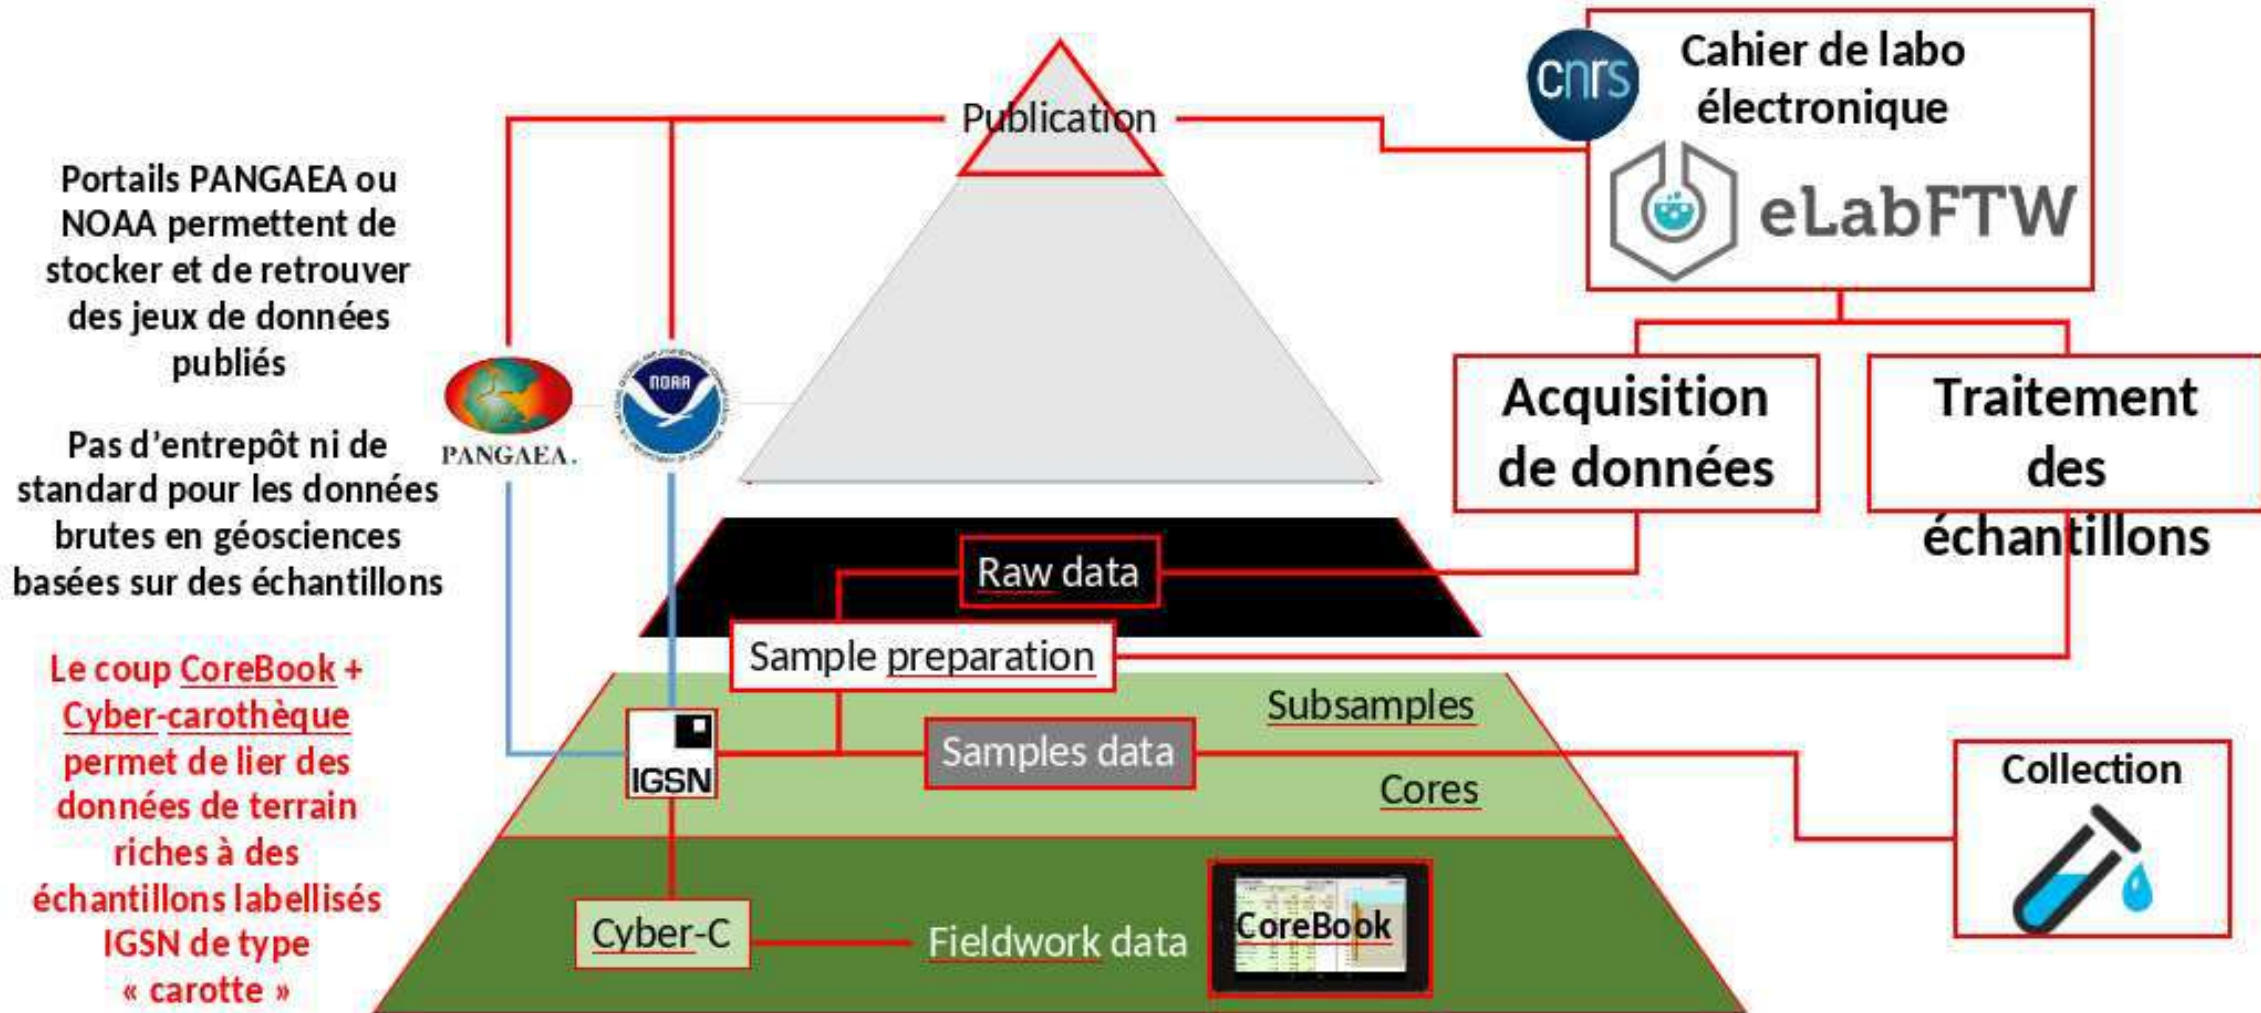 Portails PANGAEA ou
NOAA permettent de
stocker et de retrouver
des jeux de données
publiés
Pas d’entrepôt ni de
standard pour les données
brutes en géosciences
basées sur des échantillons
Le coup CoreBook +
Cyber-carothèque
permet de lier des
données de terrain
riches à des
échantillons labellisés
IGSN de type
« carotte »
PANGAEA.
NOAA
Publication
Raw data
Sample preparation
Subsamples
IGSN
Samples data
Cores
Cyber-C
Fieldwork data
CoreBook
cnrs
Cahier de labo
électronique
eLabFTW
Acquisition
de données
Traitement
des
échantillons
Collection